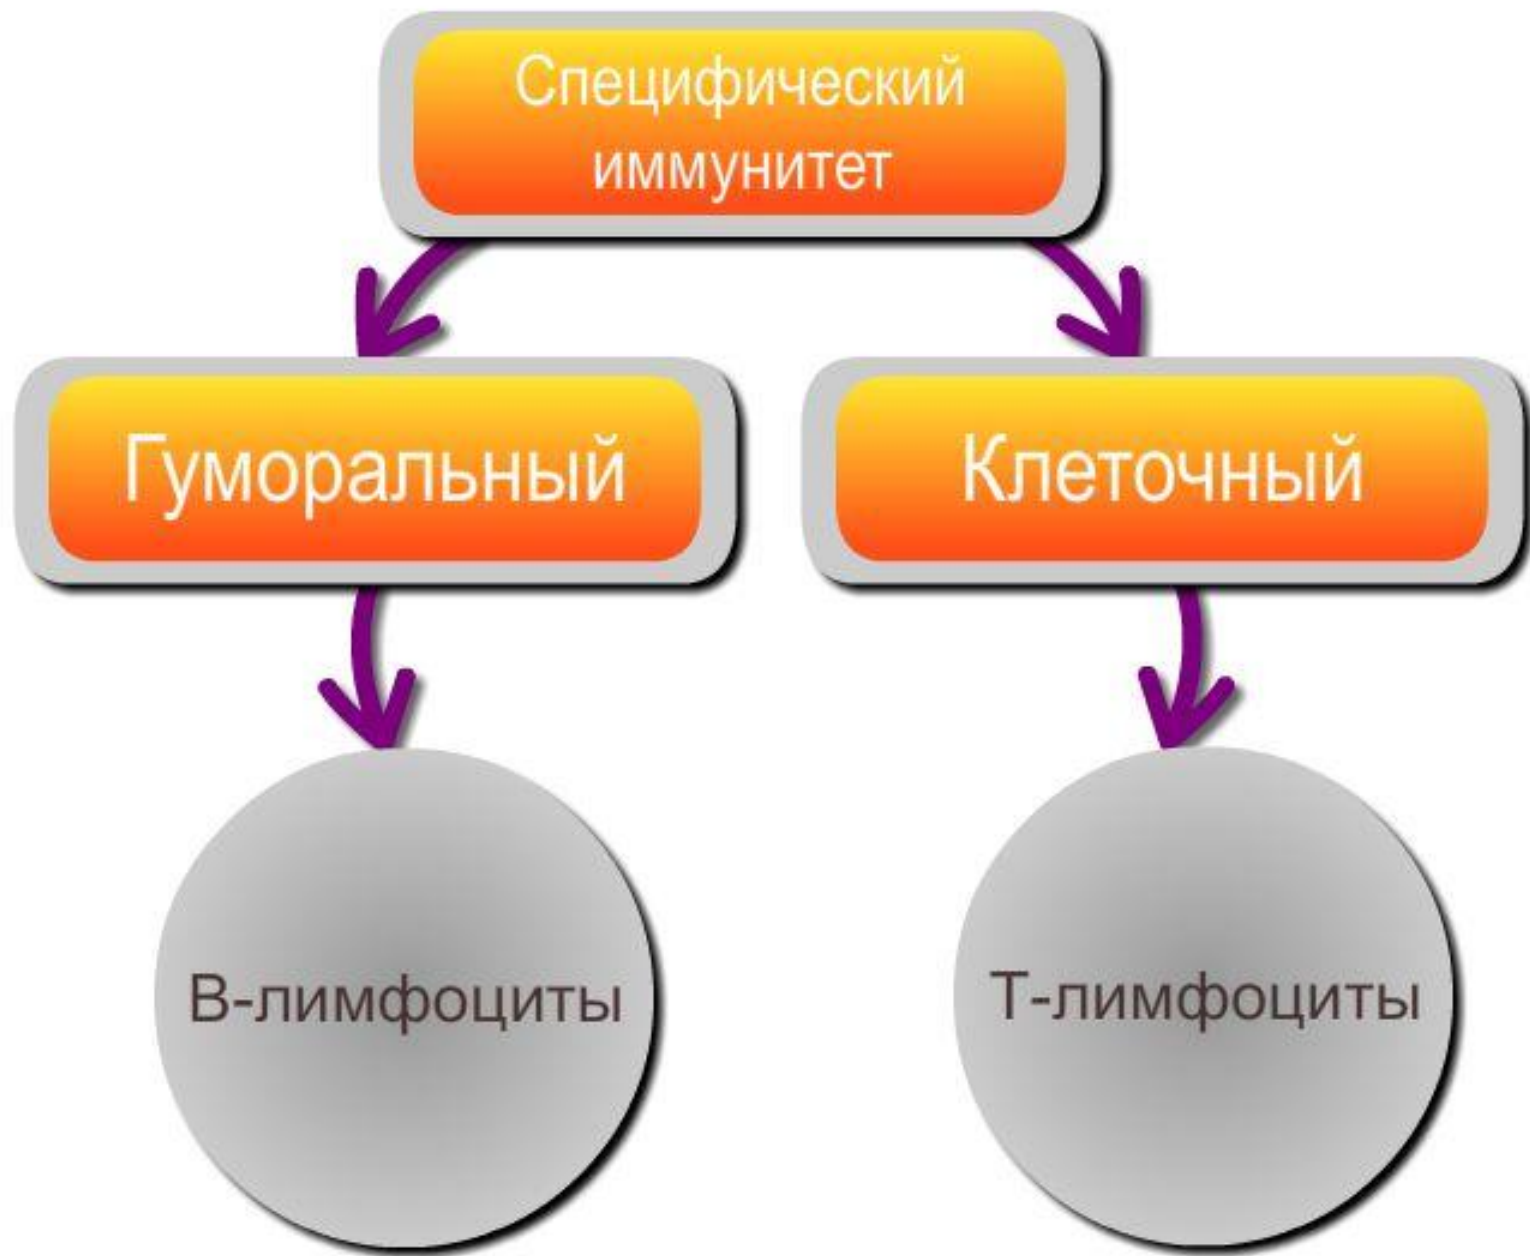 Специфический
иммунитет
Гуморальный
Клеточный
В-лимфоциты
Т-лимфоциты